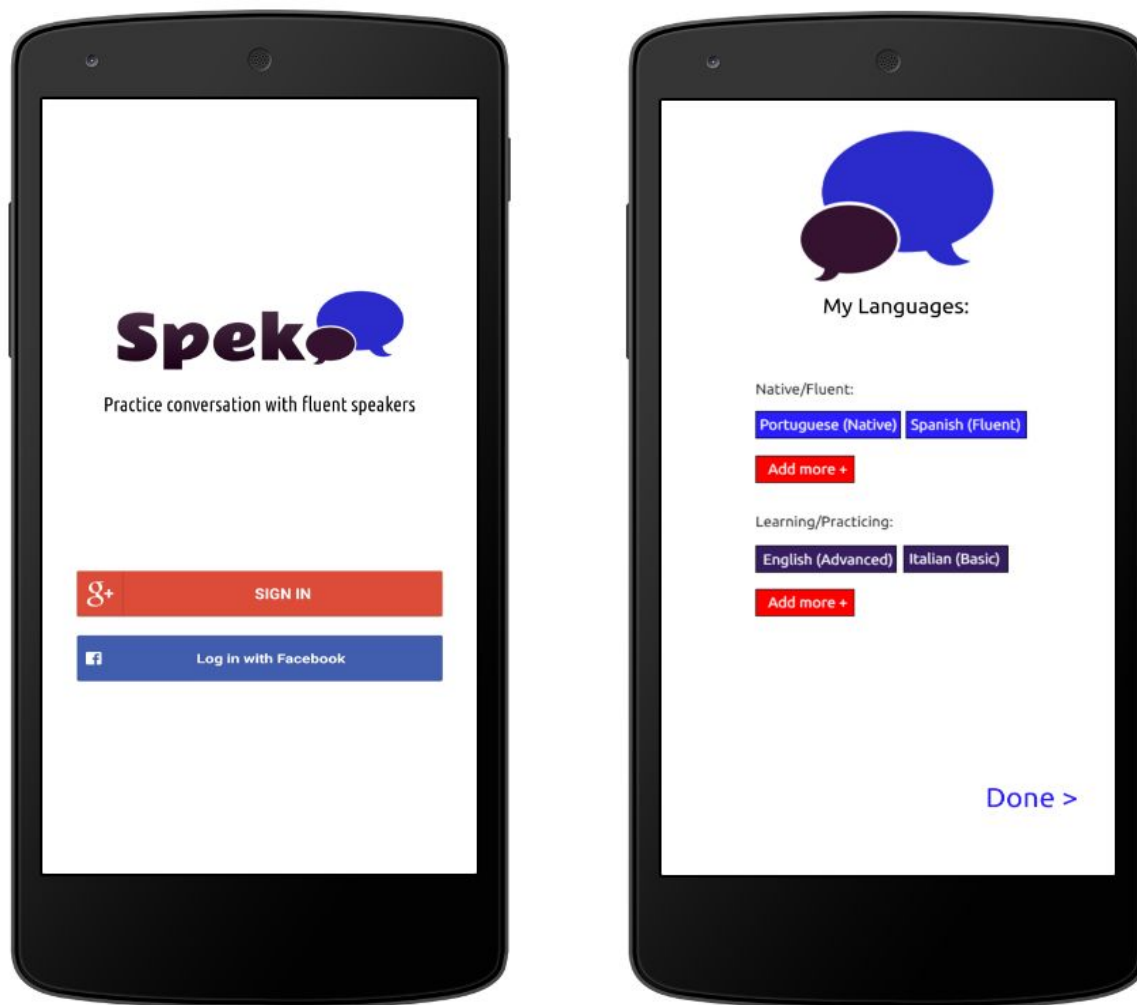 Spek
Practice conversation with fluent speakers
g+ SIGN IN
f Log in with Facebook
My Languages:
Native/Fluent:
Portuguese (Native) Spanish (Fluent)
Add more +
Learning/Practicing:
English (Advanced) Italian (Basic)
Add more +
Done >